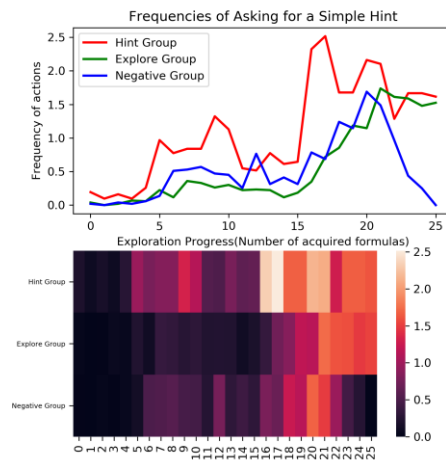 Frequencies of Asking for a Simple Hint
Hint Group
Explore Group
Negative Group
Frequency of actions
2.5
2.0
1.5
1.0
0.5
0.0
0 5 10 15 20 25
Exploration Progress(Number of acquired formulas)
Hint Group
Explore Group
Negative Group
2.5
2.0
1.5
1.0
0.5
0.0
0 1 2 3 4 5 6 7 8 9 10 11 12 13 14 15 16 17 18 19 20 21 22 23 24 25